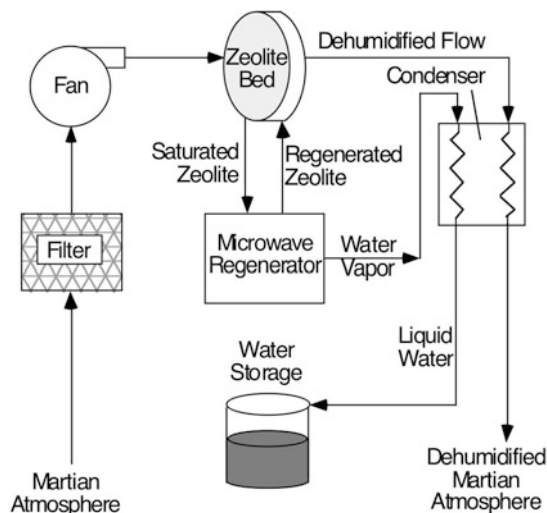 Dehumidified Flow
Zeolite
Bed
Condenser
Fan
Saturated
Zeolite
Regenerated
Zeolite
Filter
Microwave
Regenerator
Water
Vapor
Liquid
Water
Water
Storage
Martian
Atmosphere
Dehumidified
Martian
Atmosphere